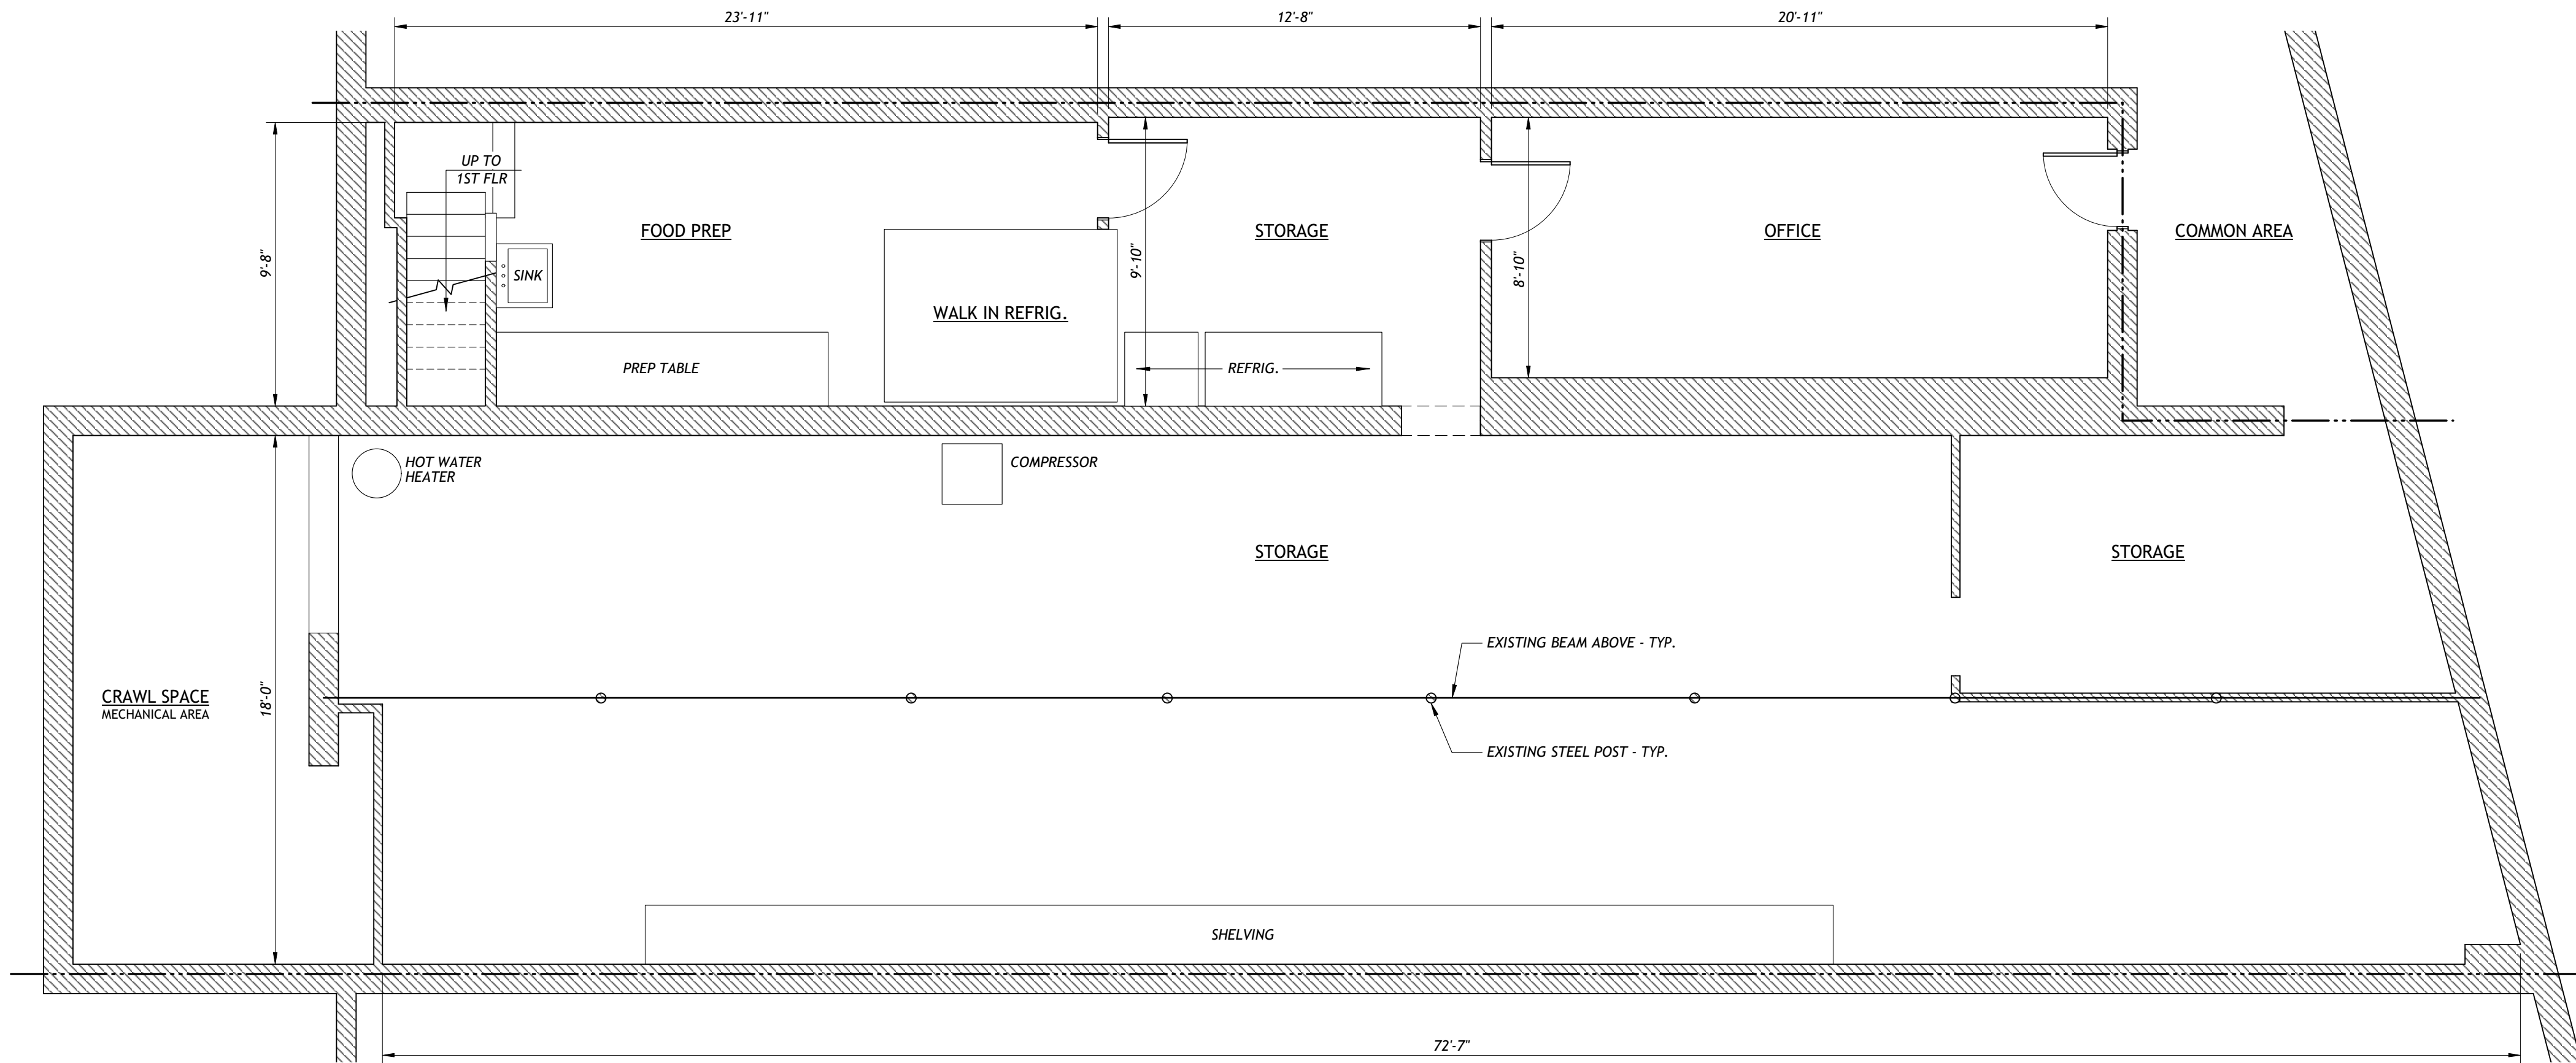 23'-11"
12'-8"
20'-11"
UP TO
1ST FLR
FOOD PREP
STORAGE
OFFICE
COMMON AREA
9'-8"
SINK
9'-10"
8'-10"
WALK IN REFRIG.
PREP TABLE
REFRIG.
HOT WATER
HEATER
COMPRESSOR
STORAGE
STORAGE
EXISTING BEAM ABOVE - TYP.
CRAWL SPACE
MECHANICAL AREA
18'-0"
EXISTING STEEL POST - TYP.
SHELVING
72'-7"